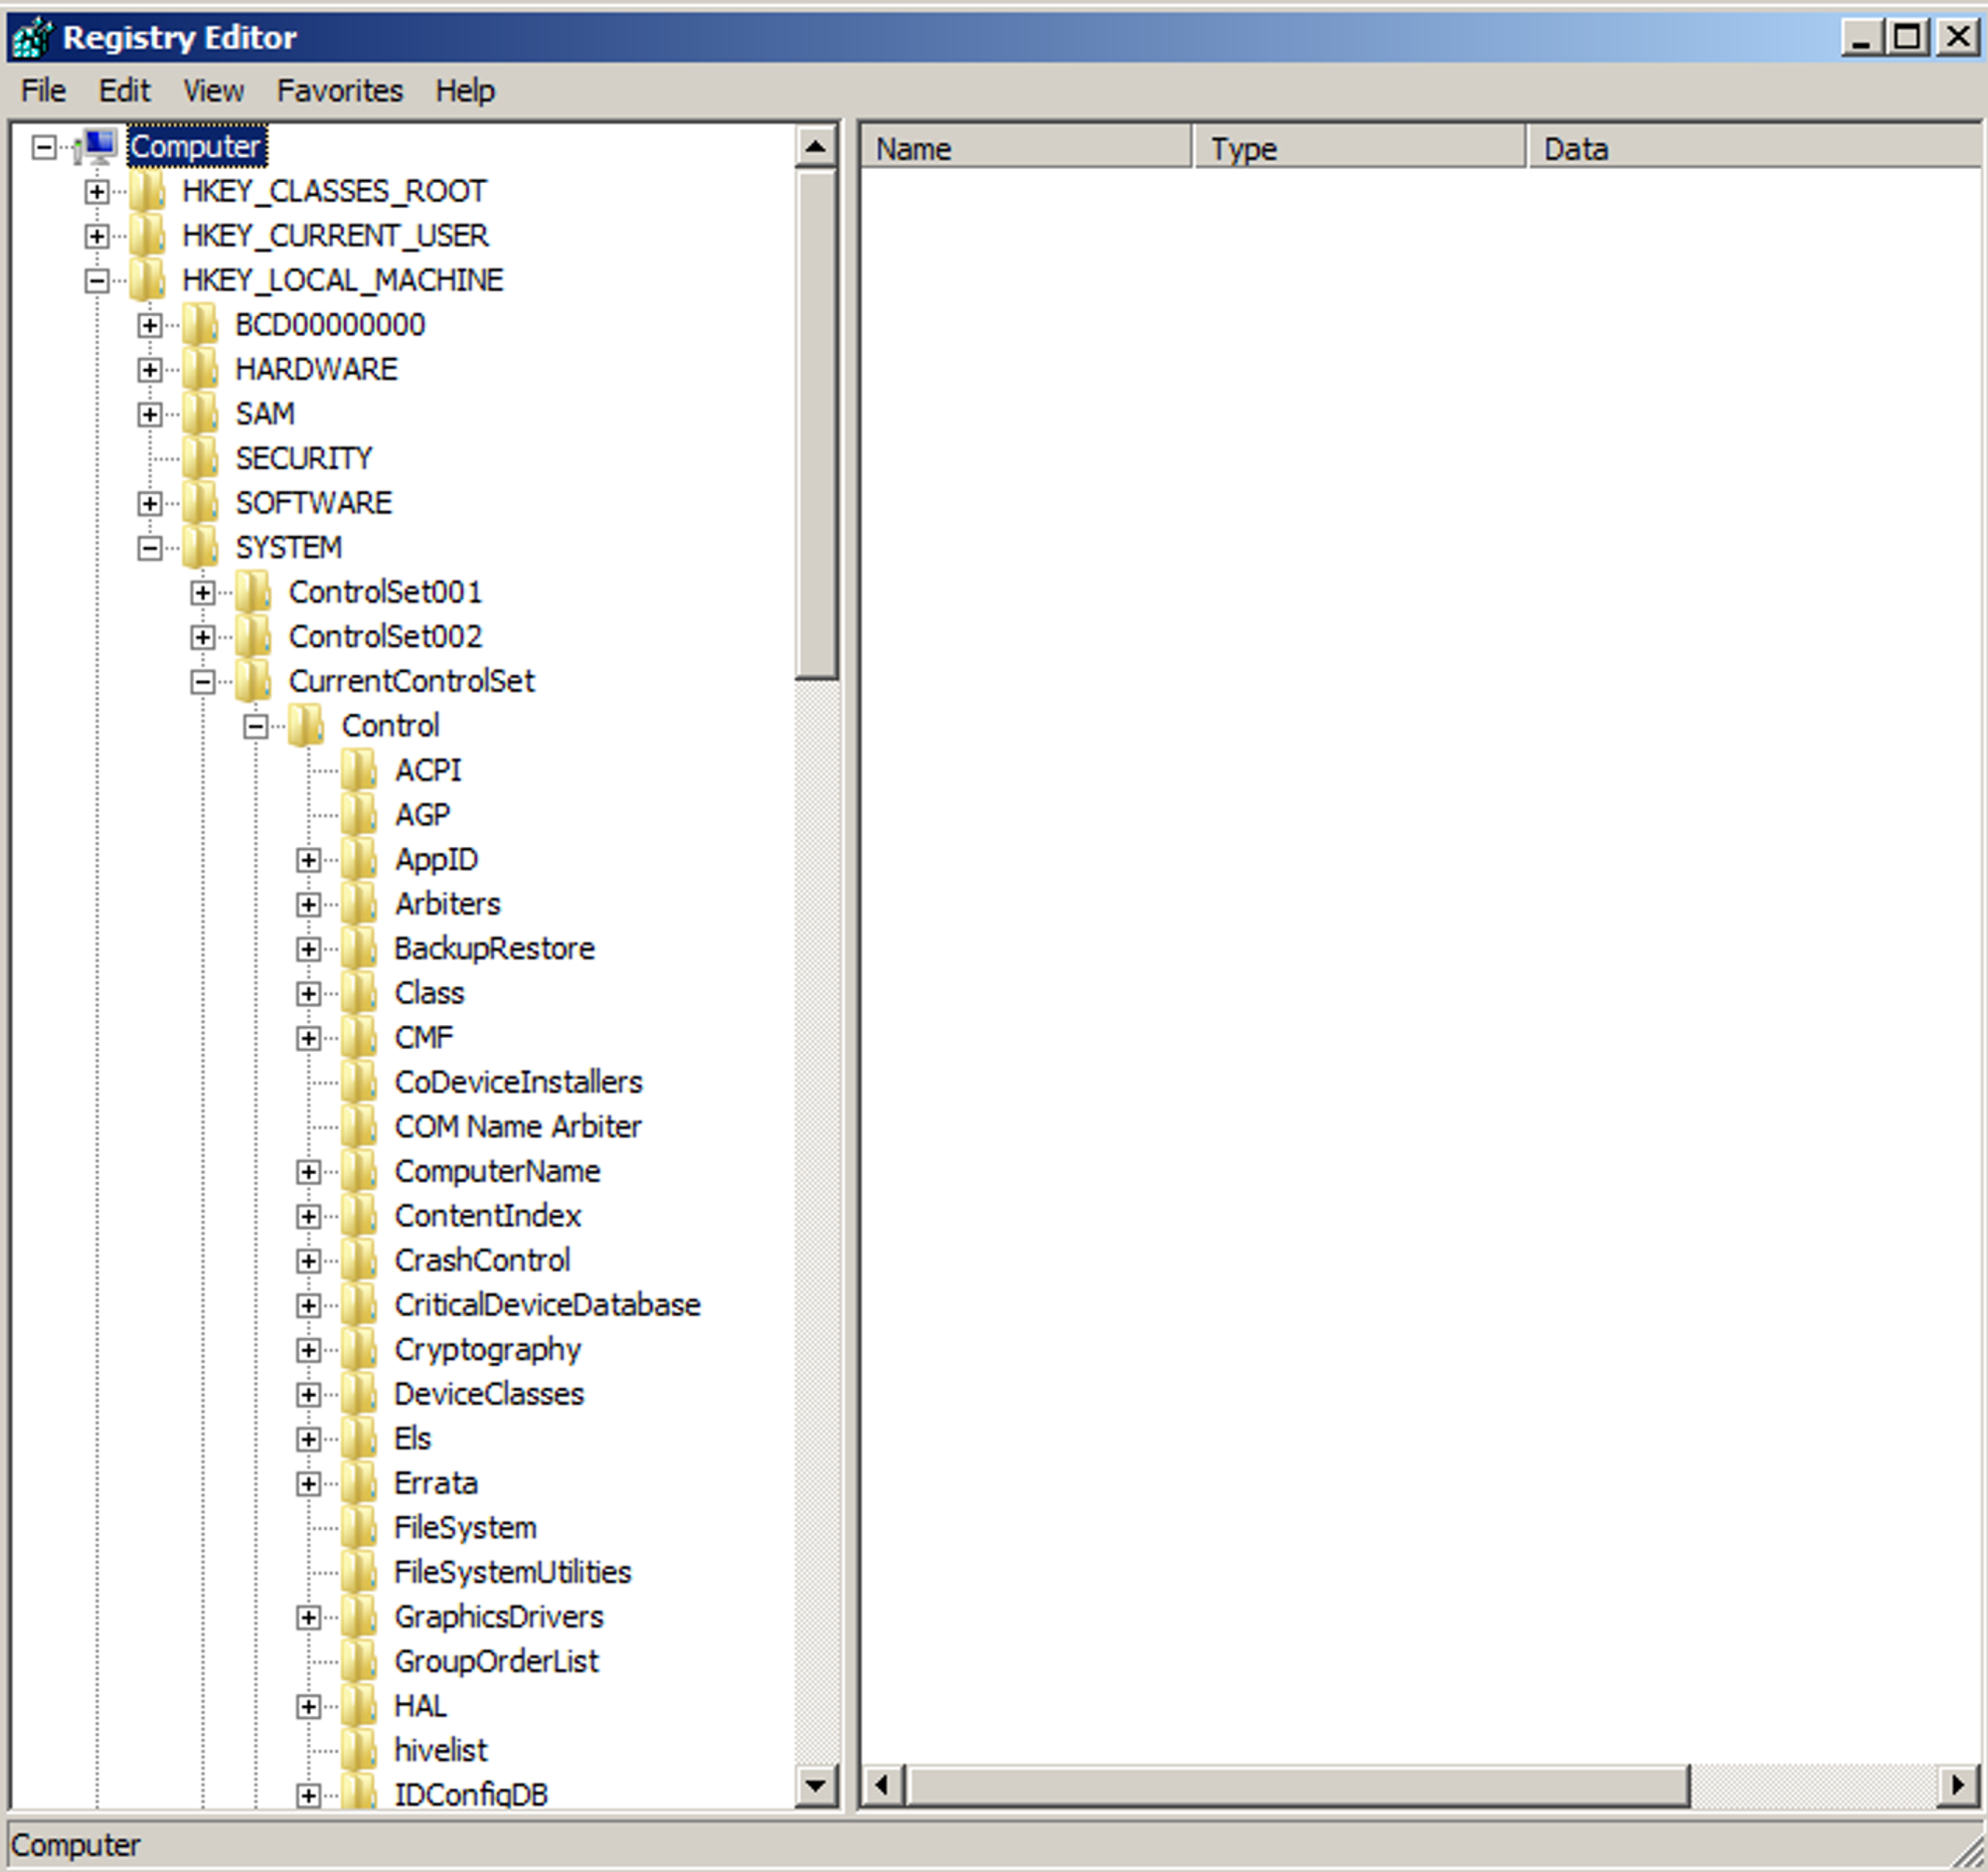 Registry Editor
File Edit View Favorites Help
Computer
HKEY_CLASSES_ROOT
HKEY_CURRENT_USER
HKEY_LOCAL_MACHINE
BCD00000000
HARDWARE
SAM
SECURITY
SOFTWARE
SYSTEM
ControlSet001
ControlSet002
CurrentControlSet
Control
ACPI
AGP
AppID
Arbiters
BackupRestore
Class
CMF
CoDeviceInstallers
COM Name Arbiter
ComputerName
ContentIndex
CrashControl
CriticalDeviceDatabase
Cryptography
DeviceClasses
Els
Errata
FileSystem
FileSystemUtilities
GraphicsDrivers
GroupOrderList
HAL
hivelist
IDConfigDB
Name Type Data
Computer